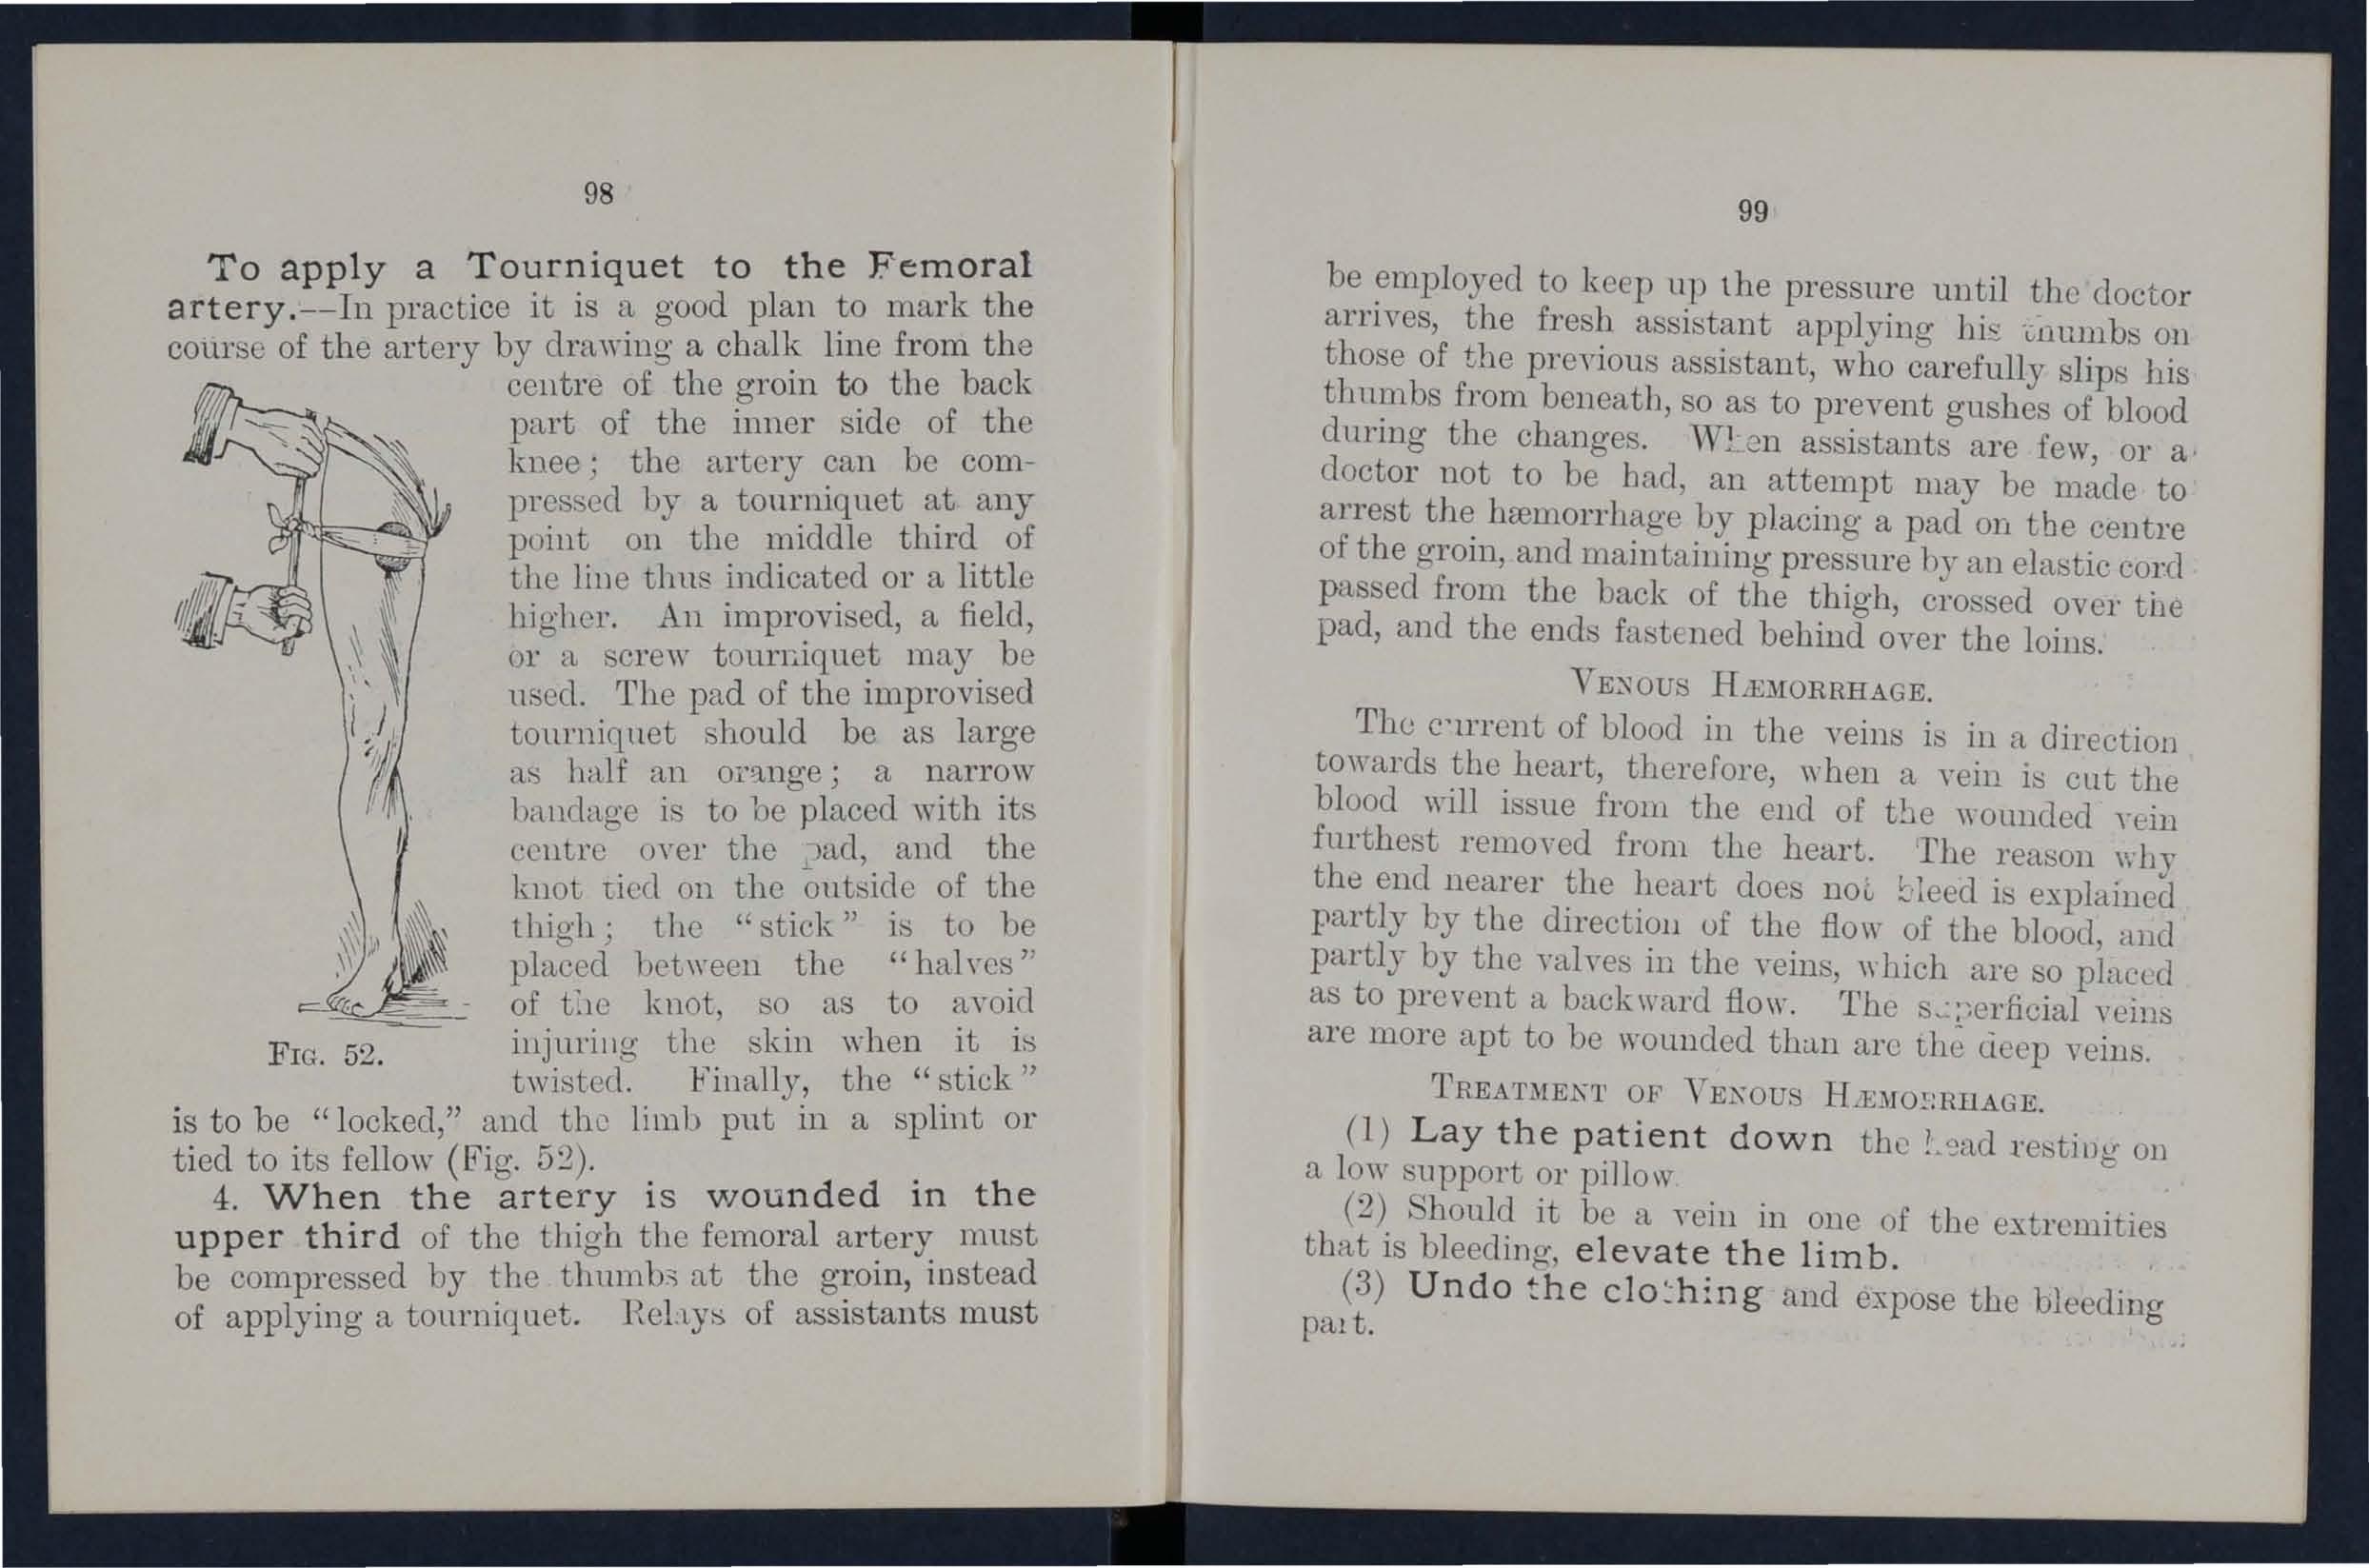 98
To apply a Tourniquet to the Femoral
artery.--In practice it is a good plan to mark the
course of the artery by drawing a chalk line from the
centre of the groin to the back
part of the inner side of the
knee; the artery can be com-
pressed by a tourniquet at any
point on the middle third of
the line thus indicated or a little
higher. An improvised, a field,
or a screw tourniquet may be
used. The pad of the improvised
tourniquet should be as large
as half an orange; a narrow
bandage is to be placed with its
centre over the pad, and the
knot tied on the outside of the
thigh; the “stick” is to be
placed between the “halves”
of the knot, so as to avoid
injuring the skin when it is
twisted. Finally, the “stick”
FIG. 52.
is to be “locked,” and the limb put in a splint or
tied to its fellow (Fig. 52).
4. When the artery is wounded in the
upper third of the thigh the femoral artery must
be compressed by the thumbs at the groin, instead
of applying a tourniquet. Relays of assistants must
99
be employed to keep up the pressure until the doctor
arrives, the fresh assistant applying his thumbs on
those of the previous assistant, who carefully slips his
thumbs from beneath, so as to prevent gushes of blood
during the changes. When assistants are few, or a
doctor not to be had, an attempt may be made to
arrest the hæmorrhage by placing a pad on the centre
of the groin, and maintaining pressure by an elastic cord
passed from the back of the thigh, crossed over the
pad, and the ends fastened behind over the loins.
VENOUS HÆMORRHAGE.
The current of blood in the veins is in a direction
towards the heart, therefore, when a vein is cut the
blood will issue from the end of the wounded vein
furthest removed from the heart. The reason why
the end nearer the heart does not bleed is explained
partly by the direction of the flow of the blood, and
partly by the valves in the veins, which are so placed
as to prevent a backward flow. The superficial veins
are more apt to be wounded than are the deep veins.
TREATMENT OF VENOUS HÆMORRHAGE.
(1) Lay the patient down the head resting on
a low support or pillow.
(2) Should it be a vein in one of the extremities
that is bleeding, elevate the limb.
(3) Undo the clothing and expose the bleeding
part.